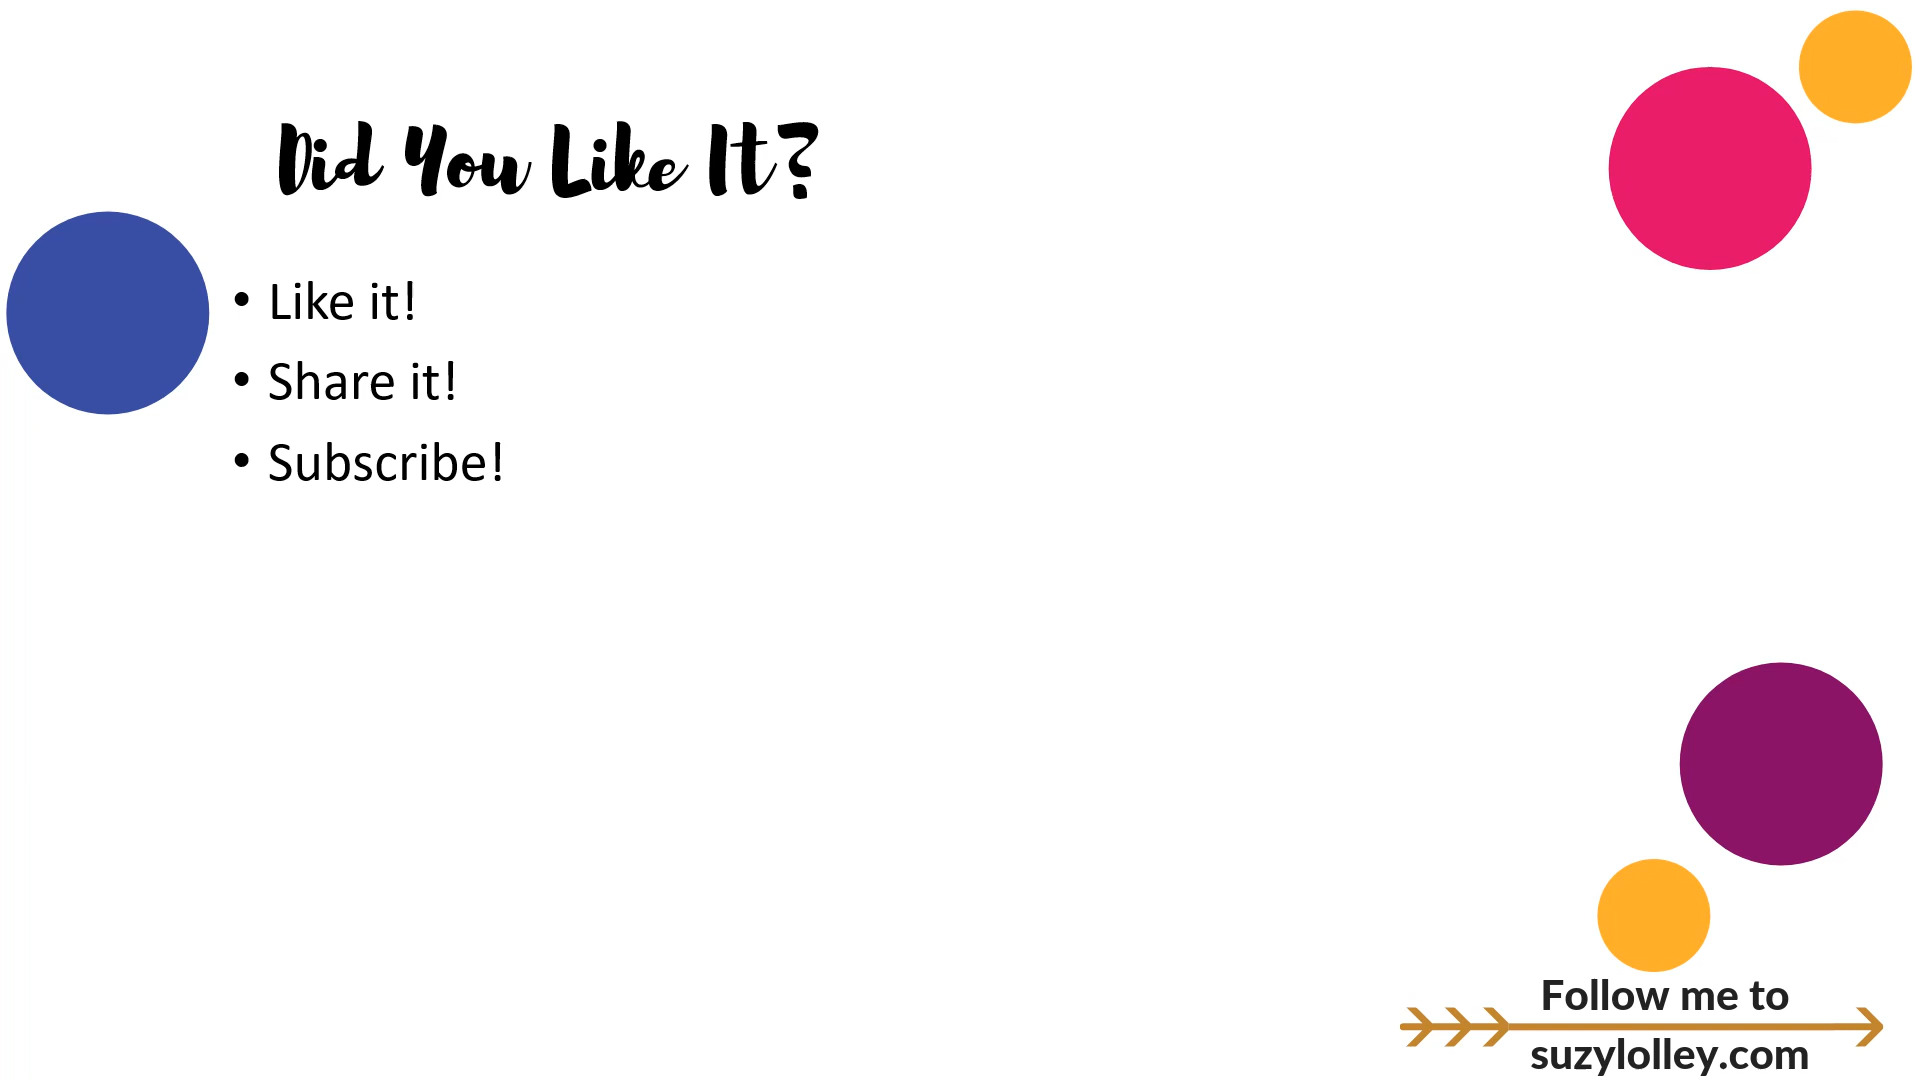 Did You Like It?
• Like it!
• Share it!
• Subscribe!
Follow me to
suzylolley.com